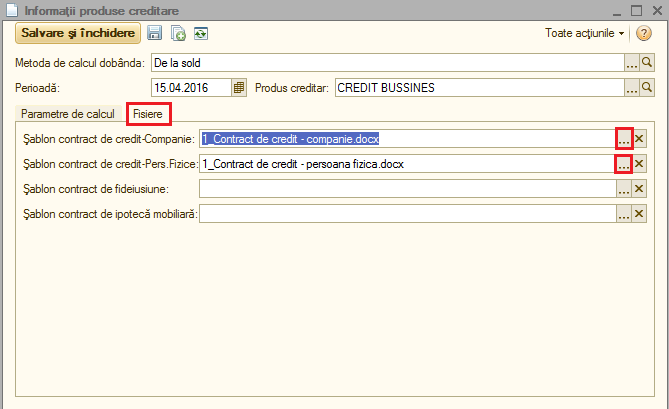 Informații produse creditare
Salvare și închidere
Toate acțiunile
?
Metoda de calcul dobânda: De la sold ...
Perioadă: 15.04.2016 Produs creditar: CREDIT BUSSINES ...
Parametre de calcul Fisiere
Șablon contract de credit-Companie: 1_Contract de credit - companie.docx ...
Șablon contract de credit-Pers.Fizice: 1_Contract de credit - persoana fizica.docx ...
Șablon contract de fideiusiune: ...
Șablon contract de ipotecă mobiliară: ...